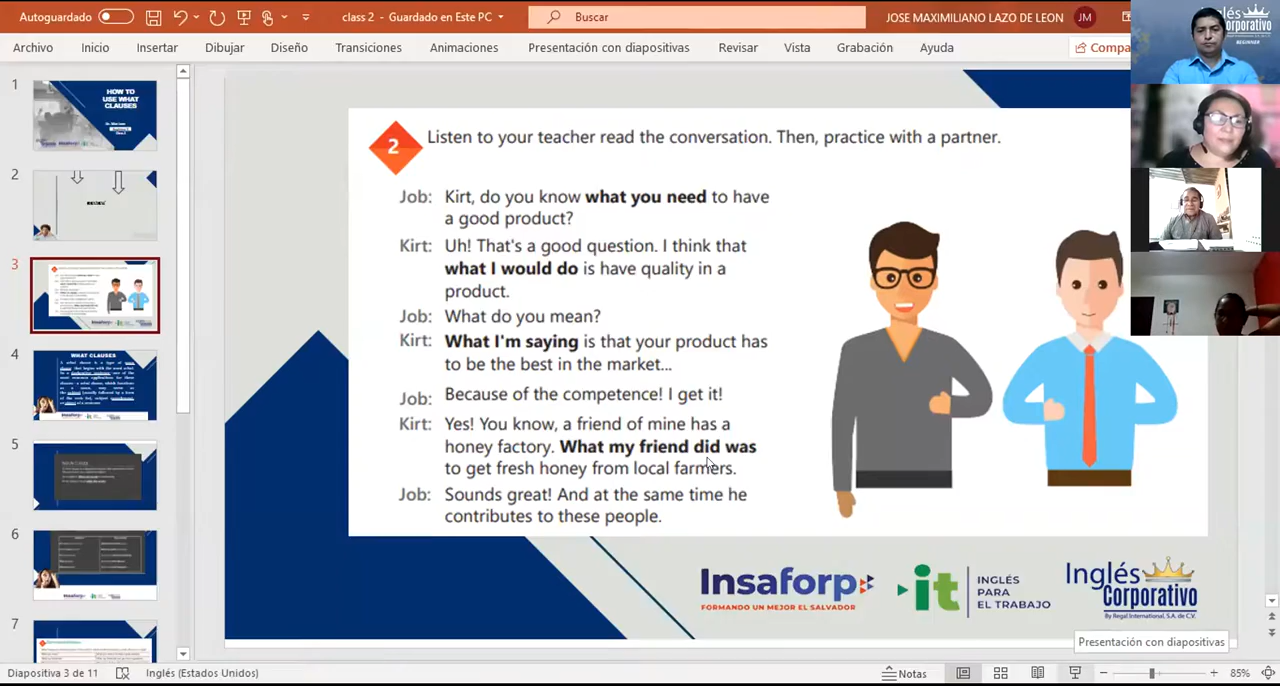 Autoguardado
class 2 - Guardado en Este PC
Buscar
JOSE MAXIMILIANO LAZO DE LEON
JM
Archivo
Inicio
Insertar
Dibujar
Diseño
Transiciones
Animaciones
Presentación con diapositivas
Revisar
Vista
Grabación
Ayuda
Compa
Inglés
Corporativo
BEGINNER
1
HOW TO
USE WHAT
CLAUSES
2
3
4
WHAT CLAUSES
5
6
7
2
Listen to your teacher read the conversation. Then, practice with a partner.
Job: Kirt, do you know what you need to have
a good product?
Kirt: Uh! That's a good question. I think that
what I would do is have quality in a
product.
Job: What do you mean?
Kirt: What I'm saying is that your product has
to be the best in the market...
Job: Because of the competence! I get it!
Kirt: Yes! You know, a friend of mine has a
honey factory. What my friend did was
to get fresh honey from local farmers.
Job: Sounds great! And at the same time he
contributes to these people.
Insaforp
FORMANDO UN MEJOR EL SALVADOR
it
INGLÉS
PARA
EL TRABAJO
Inglés
Corporativo
By Regal International, S.A. de C.V.
Presentación con diapositivas
Diapositiva 3 de 11
Inglés (Estados Unidos)
Notas
85%